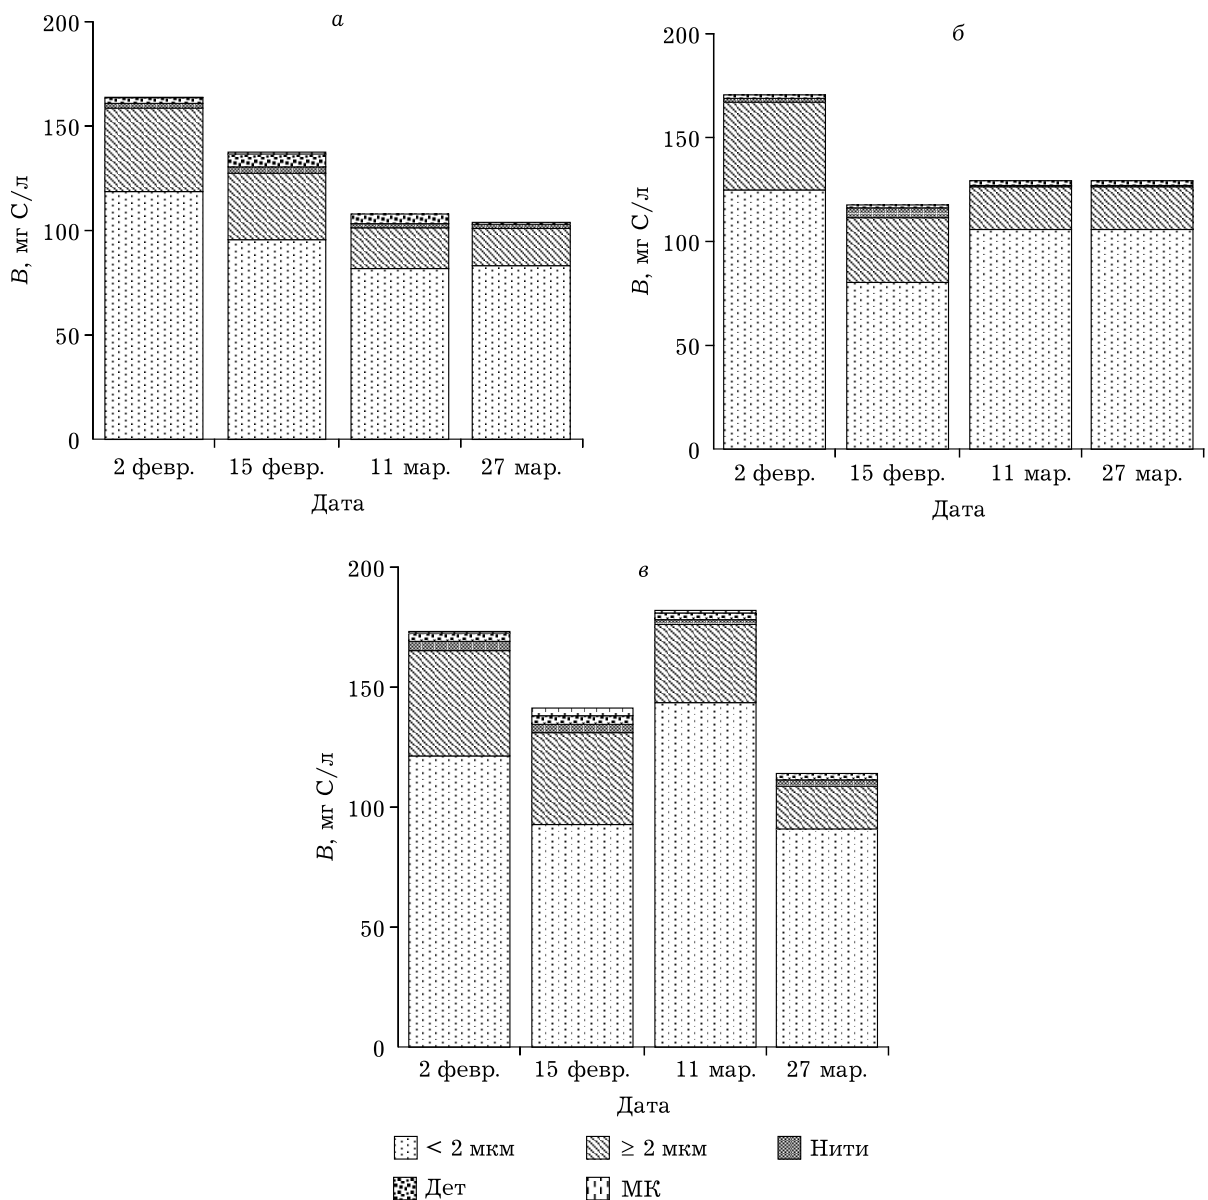 а
200
150
100
50
0
В, мг С/л
2 февр. 15 февр. 11 мар. 27 мар.
Дата
б
200
150
100
50
0
В, мг С/л
2 февр. 15 февр. 11 мар. 27 мар.
Дата
в
200
150
100
50
0
В, мг С/л
2 февр. 15 февр. 11 мар. 27 мар.
Дата
< 2 мкм ≥ 2 мкм Нити
Дет МК